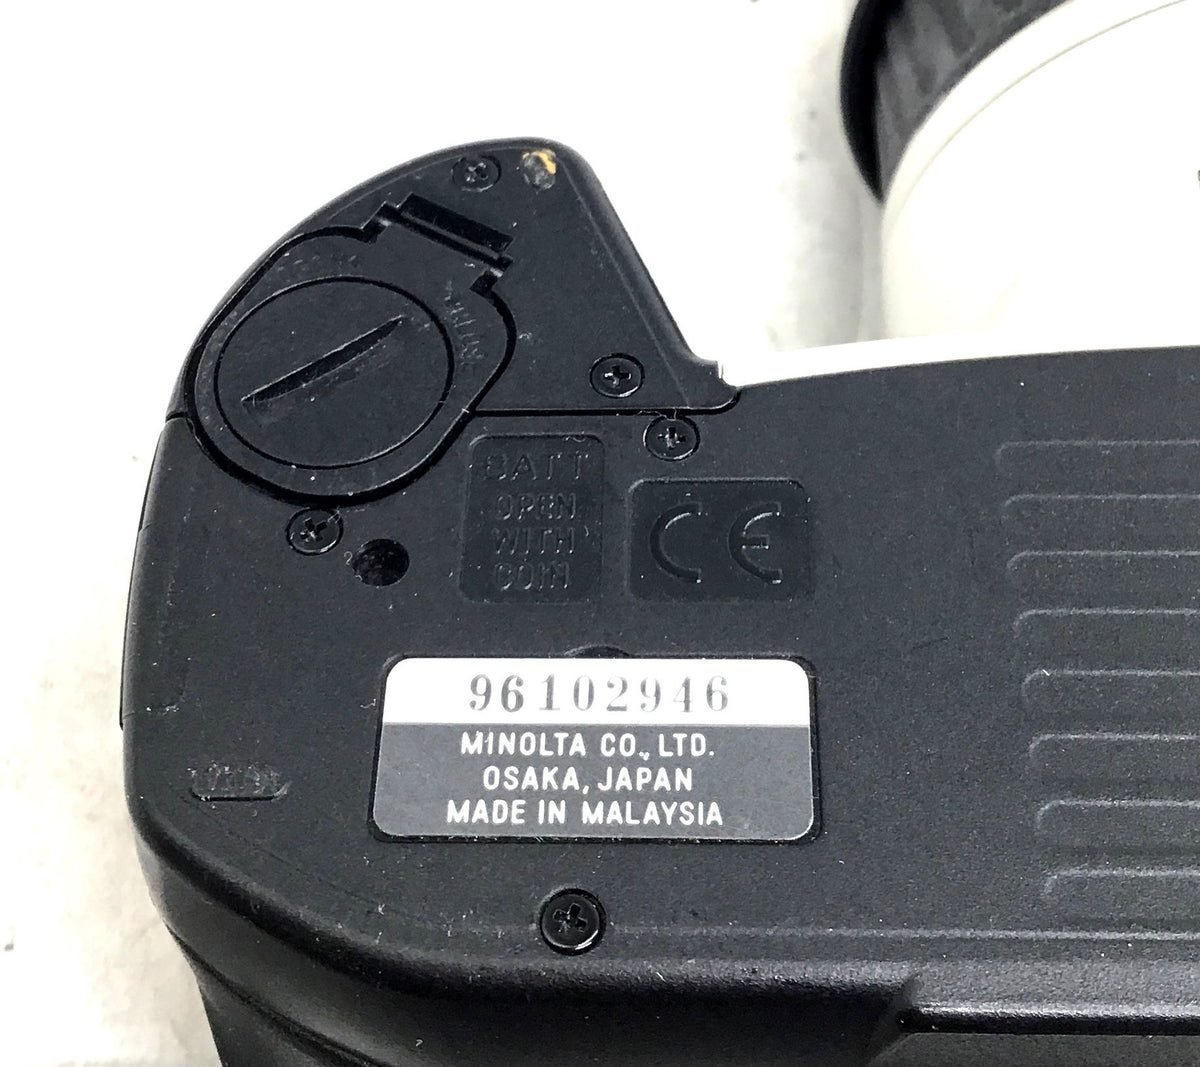 BATT
OPEN
WITH
COIN
CE
96102946
MINOLTA CO., LTD.
OSAKA, JAPAN
MADE IN MALAYSIA